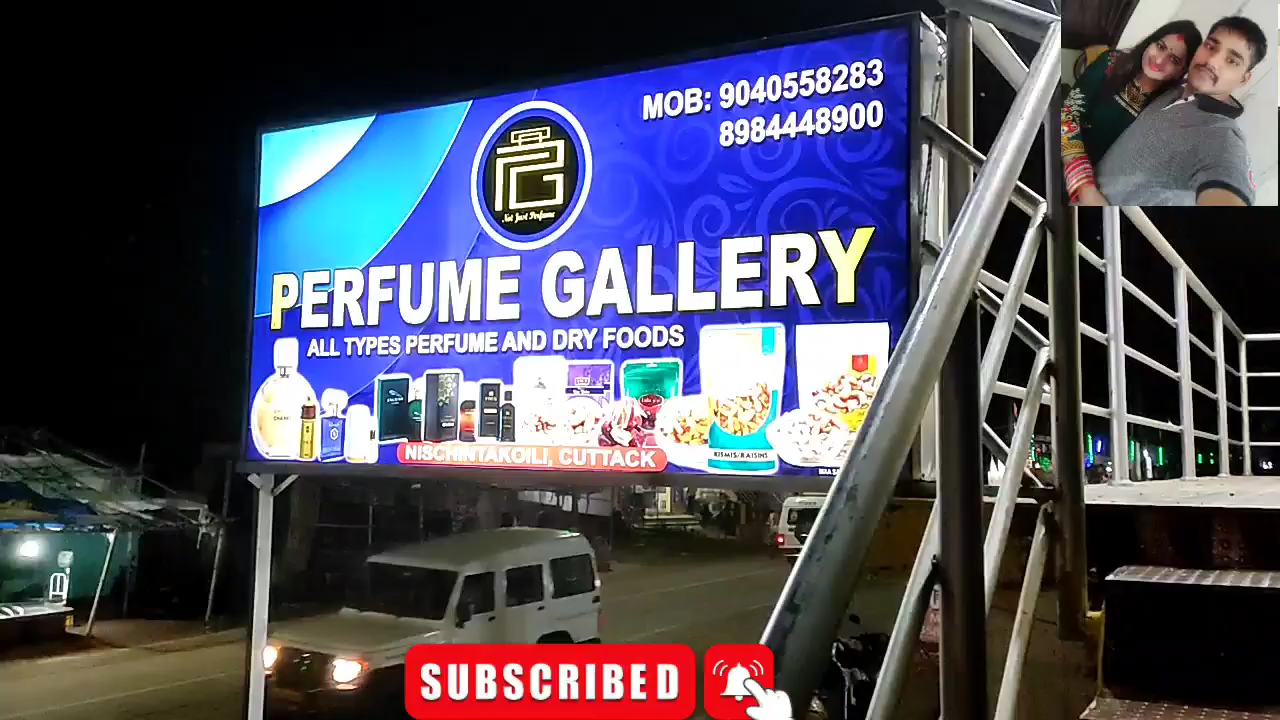 MOB: 9040558283
8984448900
Not Just Perfume
PERFUME GALLERY
ALL TYPES PERFUME AND DRY FOODS
KISMIS/RAISINS
NISCHINTAKOILI, CUTTACK
SUBSCRIBED